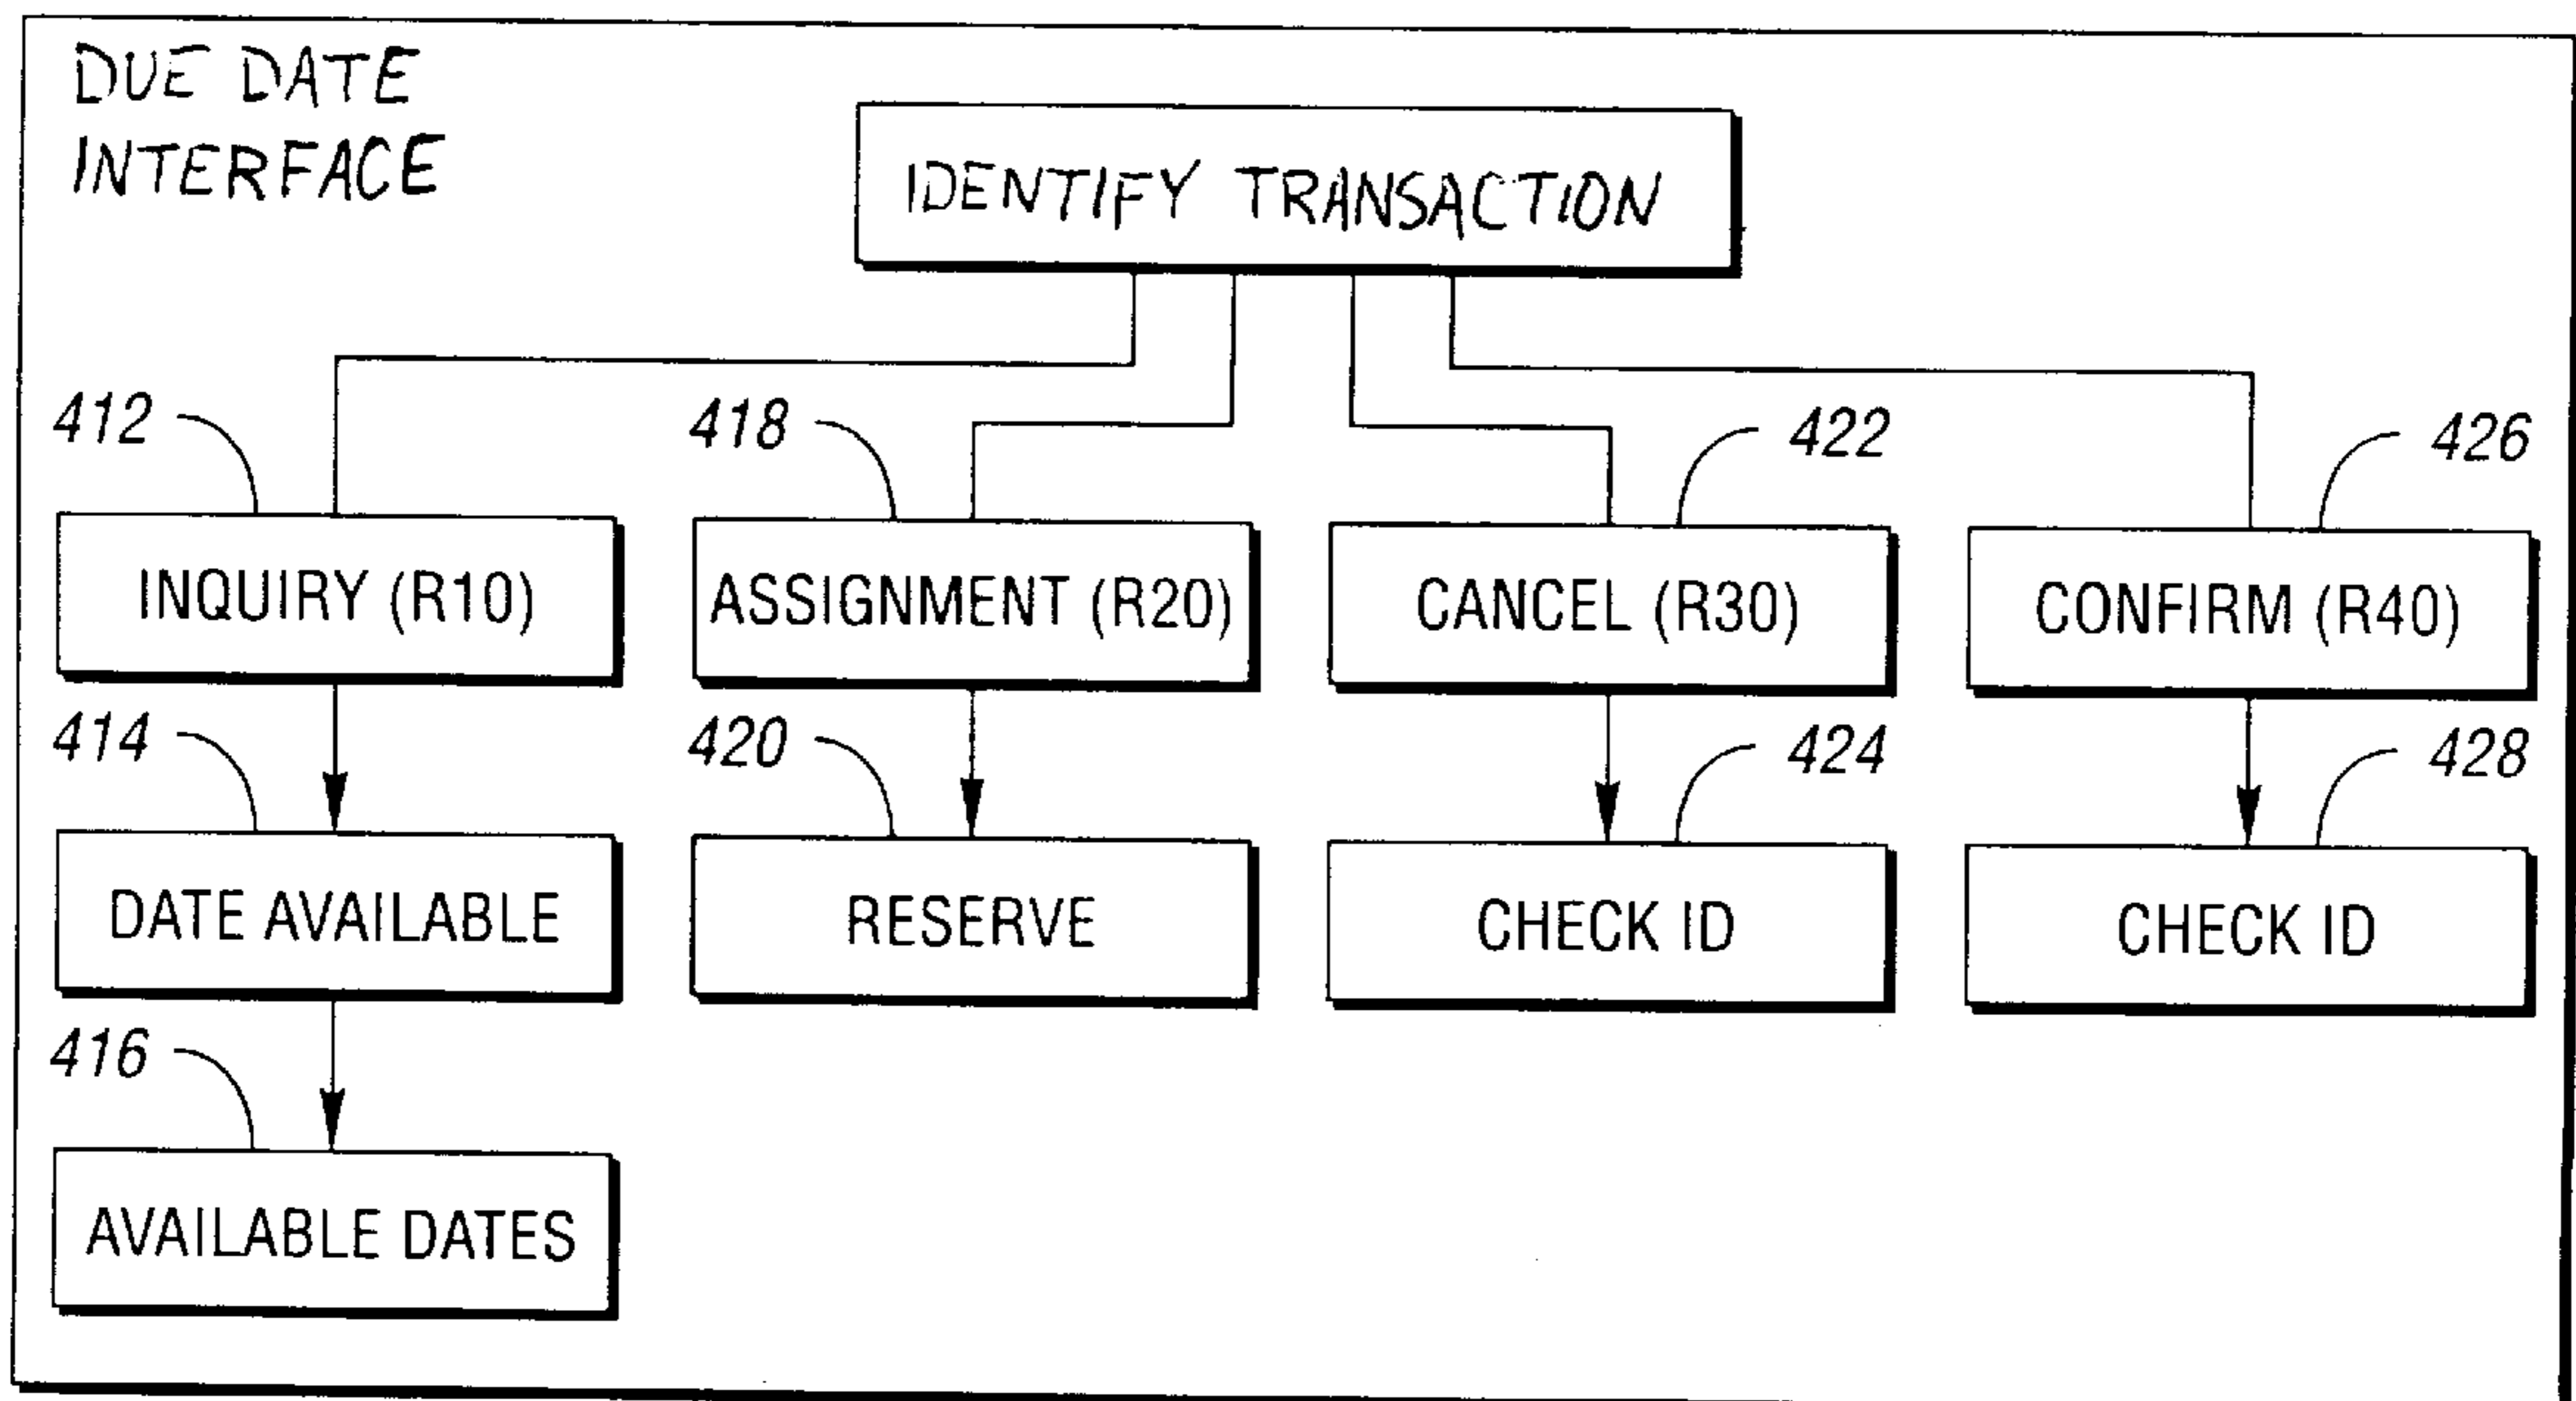 DUE DATE
INTERFACE
IDENTIFY TRANSACTION
412
418
422
426
INQUIRY (R10)
ASSIGNMENT (R20)
CANCEL (R30)
CONFIRM (R40)
414
420
424
428
DATE AVAILABLE
RESERVE
CHECK ID
CHECK ID
416
AVAILABLE DATES